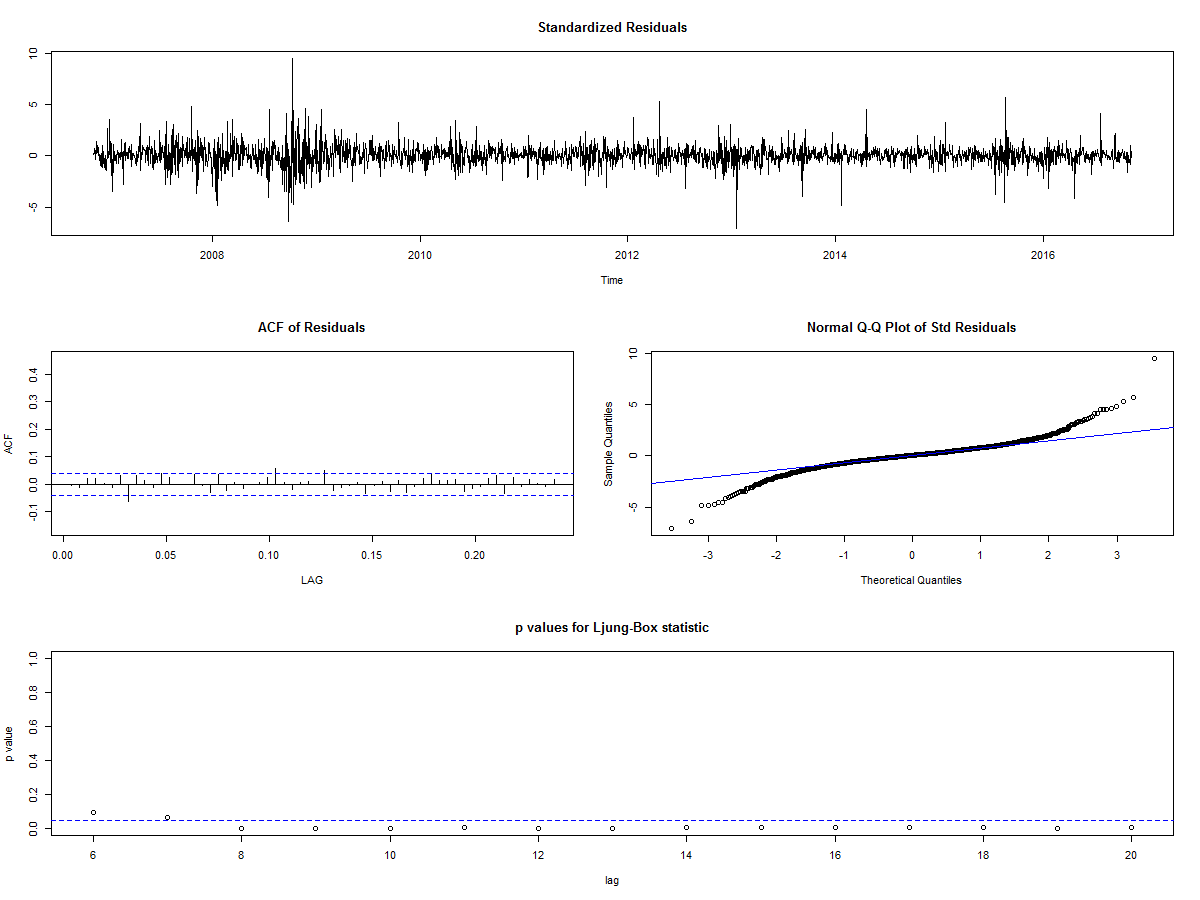 Standardized Residuals
10
5
0
-5
2008 2010 2012 2014 2016
Time
ACF of Residuals
ACF
0.4
0.3
0.2
0.1
0.0
-0.1
0.00 0.05 0.10 0.15 0.20
LAG
Normal Q-Q Plot of Std Residuals
Sample Quantiles
10
5
0
-5
-3 -2 -1 0 1 2 3
Theoretical Quantiles
p values for Ljung-Box statistic
p value
1.0
0.8
0.6
0.4
0.2
0.0
6 8 10 12 14 16 18 20
lag